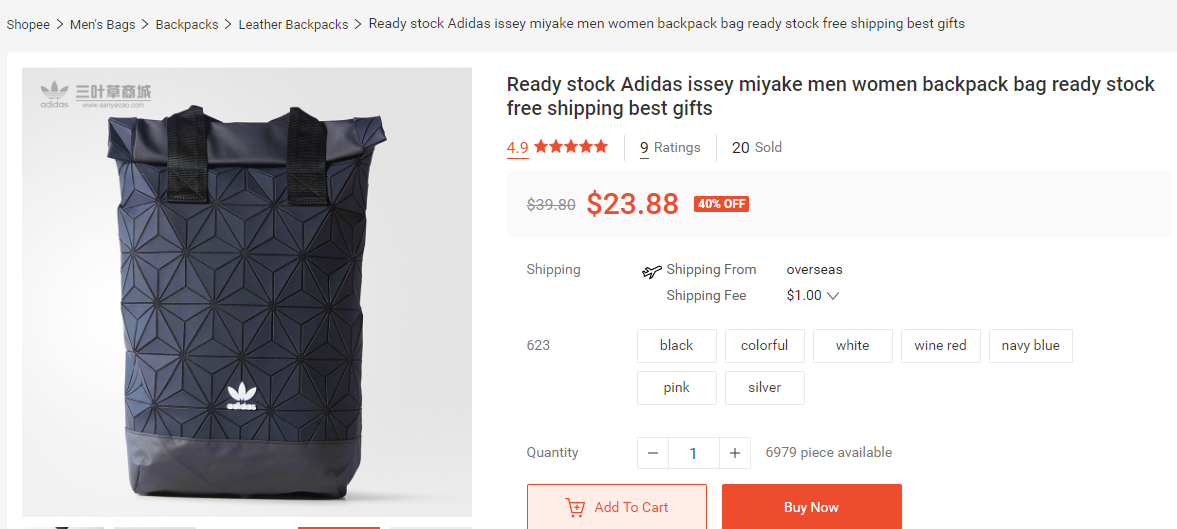 Shopee > Men's Bags > Backpacks > Leather Backpacks > Ready stock Adidas issey miyake men women backpack bag ready stock free shipping best gifts
adidas 三叶草商城
www.sanyecao.com
adidas
Ready stock Adidas issey miyake men women backpack bag ready stock
free shipping best gifts
4.9 9 Ratings 20 Sold
$39.80 $23.88 40% OFF
Shipping Shipping From overseas
Shipping Fee $1.00
623 black colorful white wine red navy blue
pink silver
Quantity − 1 + 6979 piece available
Add To Cart Buy Now